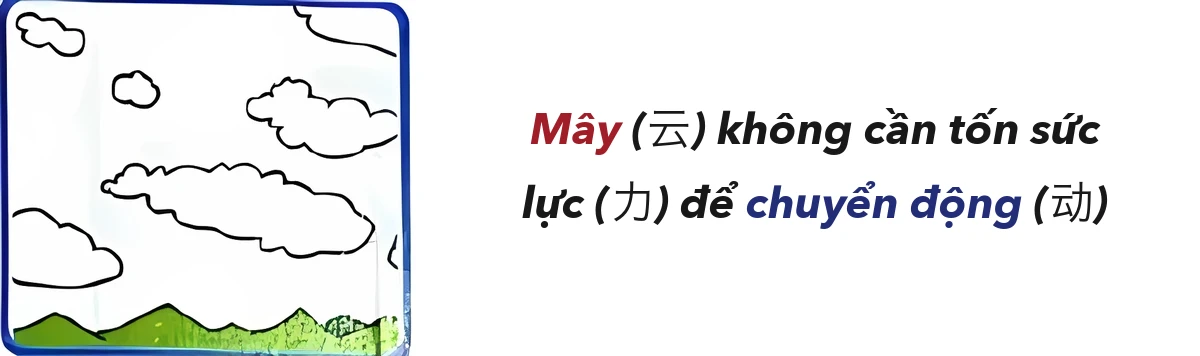 Mây (云) không cần tốn sức
lực (力) để chuyển động (动)